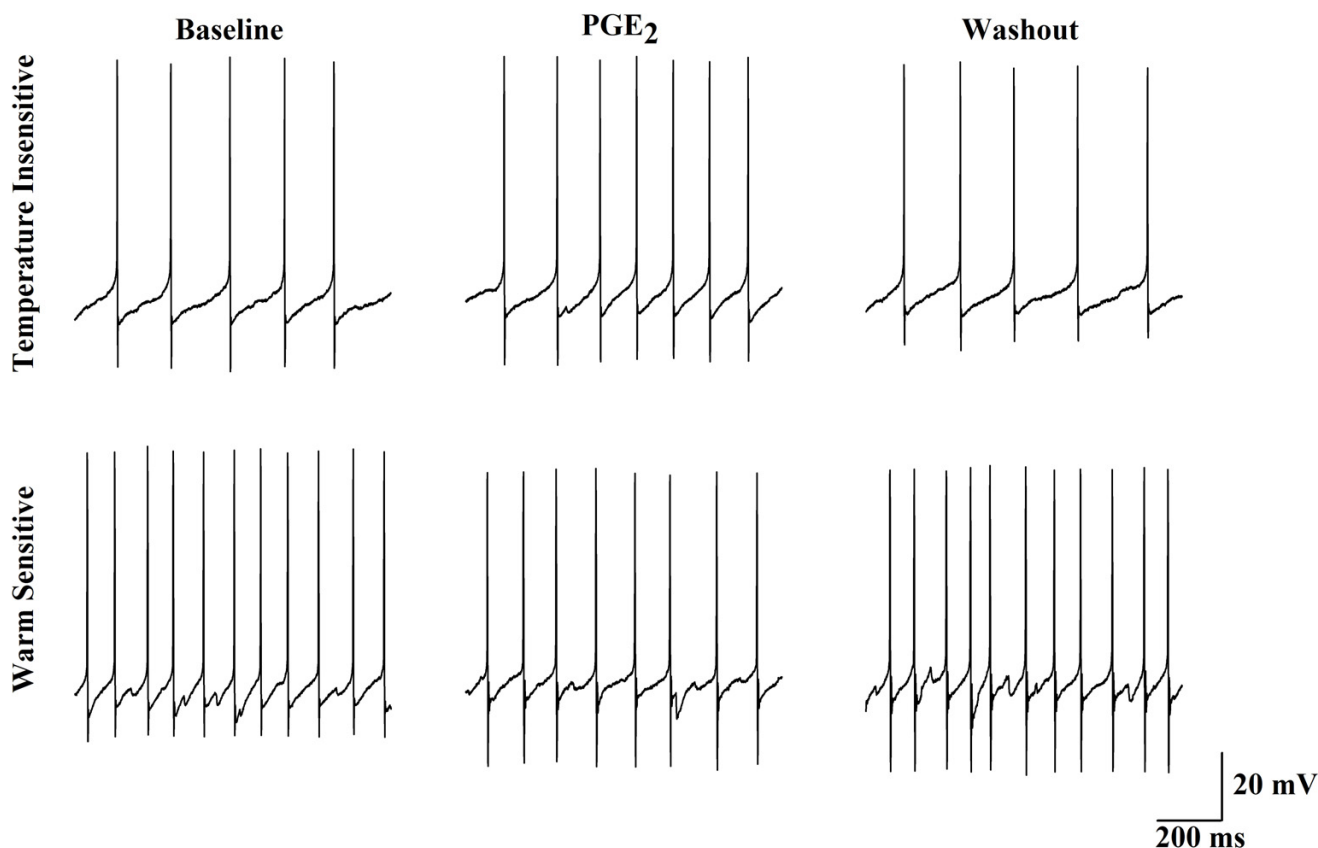 Baseline
PGE2
Washout
Temperature Insensitive
Warm Sensitive
20 mV
200 ms